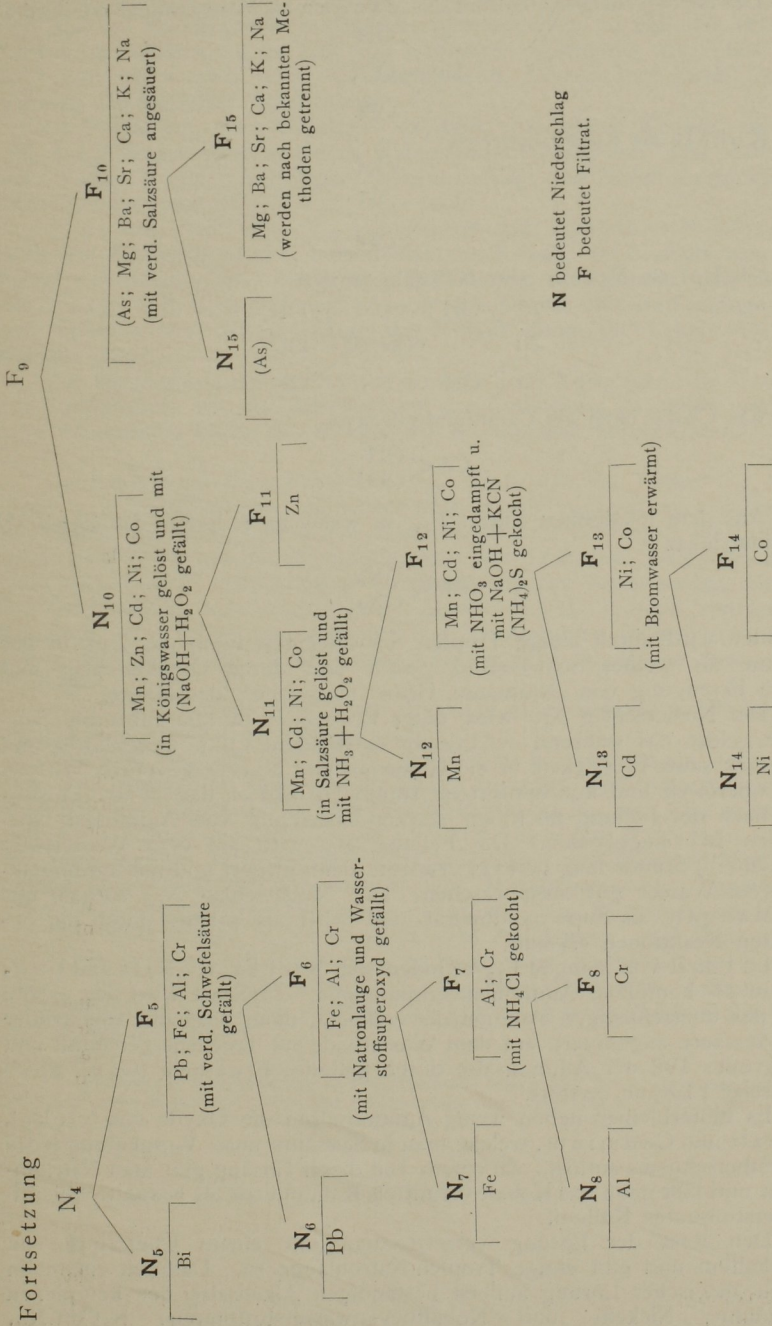 Fortsetzung
N₄
N₅
Bi
F₅
Pb; Fe; Al; Cr
(mit verd. Schwefelsäure
gefällt)
N₆
Pb
F₆
Fe; Al; Cr
(mit Natronlauge und Wasser-
stoffsuperoxyd gefällt)
N₇
Fe
F₇
Al; Cr
(mit NH₄Cl gekocht)
N₈
Al
F₈
Cr
F₉
N₁₀
Mn; Zn; Cd; Ni; Co
(in Königswasser gelöst und mit
(NaOH+H₂O₂ gefällt)
F₁₀
(As; Mg; Ba; Sr; Ca; K; Na
(mit verd. Salzsäure angesäuert)
N₁₁
Mn; Cd; Ni; Co
(in Salzsäure gelöst und
mit NH₃+H₂O₂ gefällt)
F₁₁
Zn
N₁₅
(As)
F₁₅
Mg; Ba; Sr; Ca; K; Na
(werden nach bekannten Me-
thoden getrennt)
N₁₂
Mn
F₁₂
Mn; Cd; Ni; Co
(mit NHO₃ eingedampft u.
mit NaOH+KCN
(NH₄)₂S gekocht)
N₁₃
Cd
F₁₃
Ni; Co
(mit Bromwasser erwärmt)
N₁₄
Ni
F₁₄
Co
N bedeutet Niederschlag
F bedeutet Filtrat.